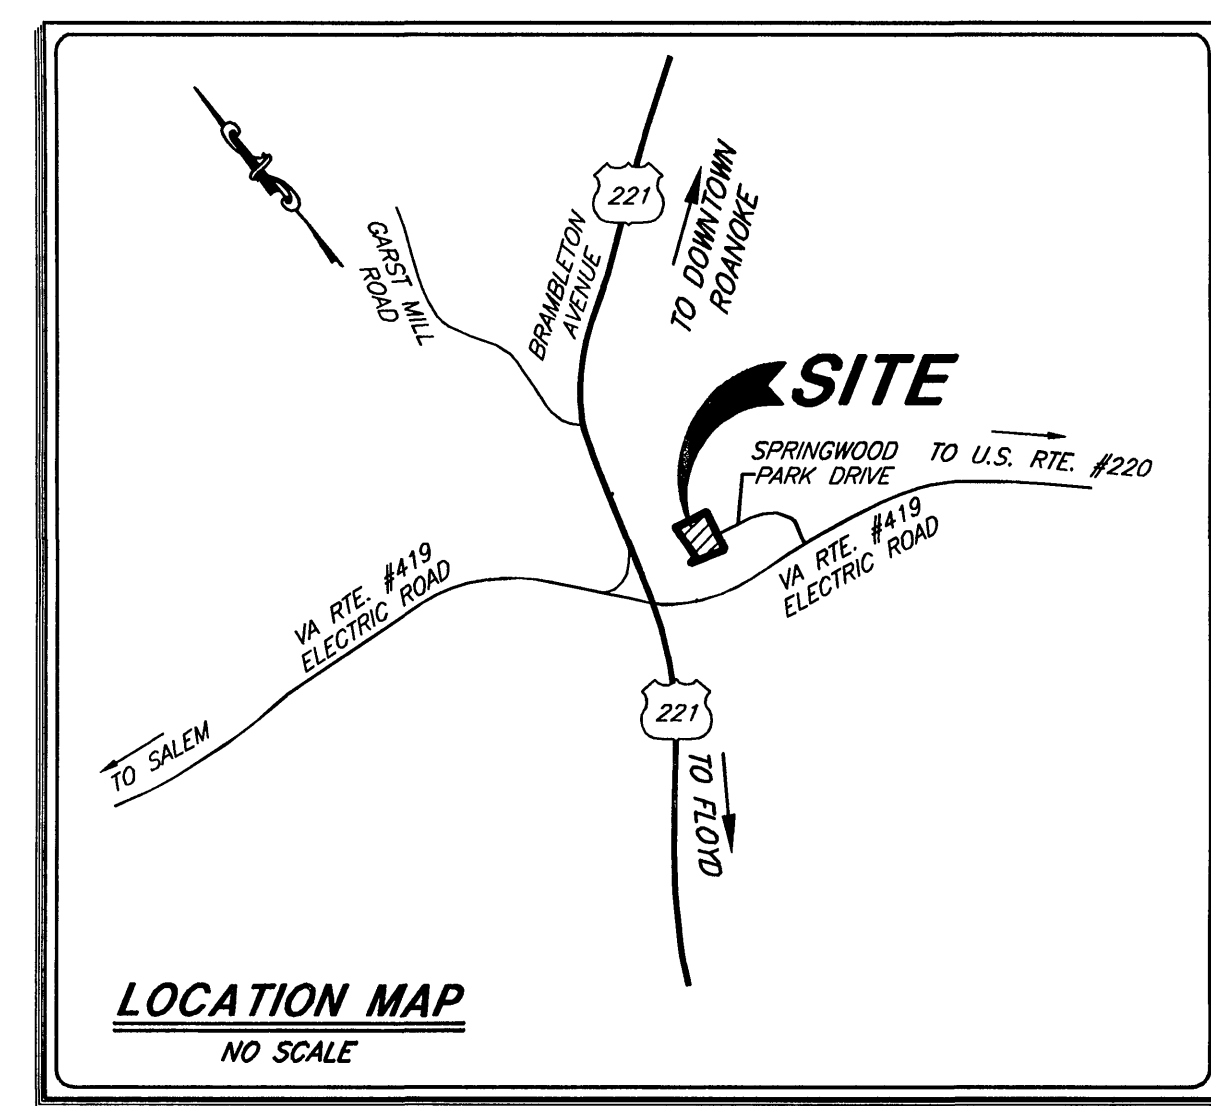 221
TO DOWNTOWN
ROANOKE
BRAMBLETON
AVENUE
GARST MILL
ROAD
SITE
SPRINGWOOD
PARK DRIVE
TO U.S. RTE. #220
VA RTE. #419
ELECTRIC ROAD
VA RTE. #419
ELECTRIC ROAD
TO SALEM
221
TO FLOYD
LOCATION MAP
NO SCALE